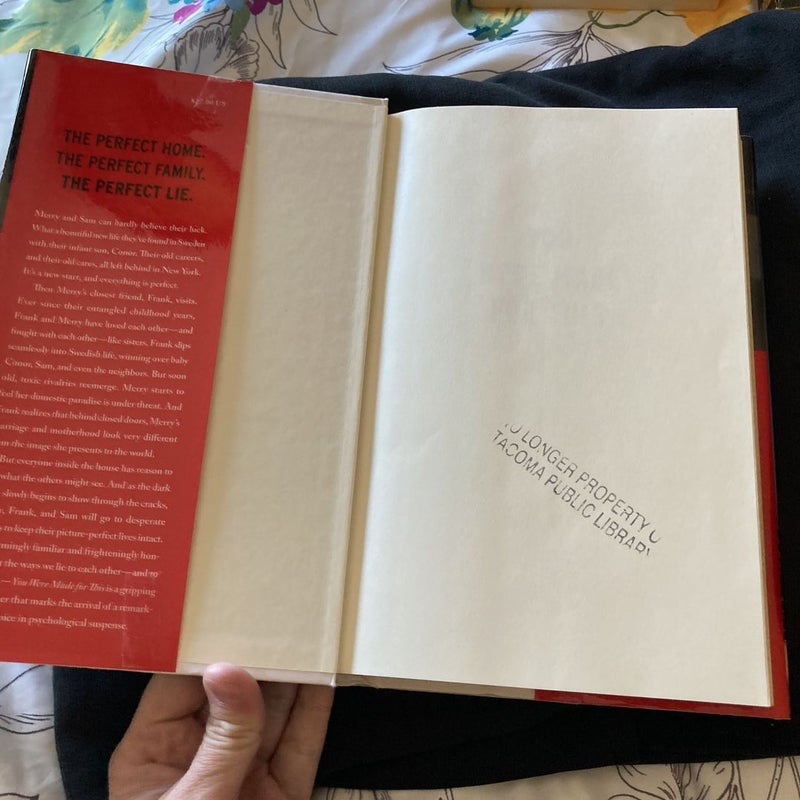 $27.00 US
THE PERFECT HOME.
THE PERFECT FAMILY.
THE PERFECT LIE.
Merry and Sam can hardly believe their luck.
What a beautiful new life they've found in Sweden
with their infant son, Conor. Their old careers,
and their old cares, all left behind in New York.
It's a new start, and everything is perfect.
Then Merry's closest friend, Frank, visits.
Ever since their entangled childhood years,
Frank and Merry have loved each other—and
fought with each other—like sisters. Frank slips
seamlessly into Swedish life, winning over baby
Conor, Sam, and even the neighbors. But soon
old, toxic rivalries reemerge. Merry starts to
feel her domestic paradise is under threat. And
Frank realizes that behind closed doors, Merry's
arriage and motherhood look very different
m the image she presents to the world.
But everyone inside the house has reason to
what the others might see. And as the dark
slowly begins to show through the cracks,
, Frank, and Sam will go to desperate
s to keep their picture-perfect lives intact.
mingly familiar and frighteningly hon-
t the ways we lie to each other—and to
— You Were Made for This is a gripping
er that marks the arrival of a remark-
oice in psychological suspense.
O LONGER PROPERTY O
TACOMA PUBLIC LIBRARY